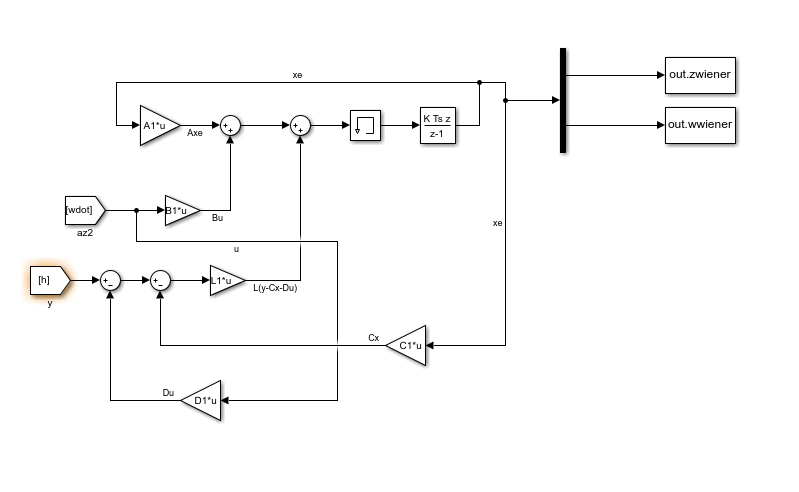 xe
out.zwiener
out.wwiener
A1*u
Axe
+
+
+
+
K Ts z
z-1
[wdot]
az2
B1*u
Bu
u
xe
[h]
y
+
−
+
−
L1*u
L(y-Cx-Du)
Cx
C1*u
Du
D1*u